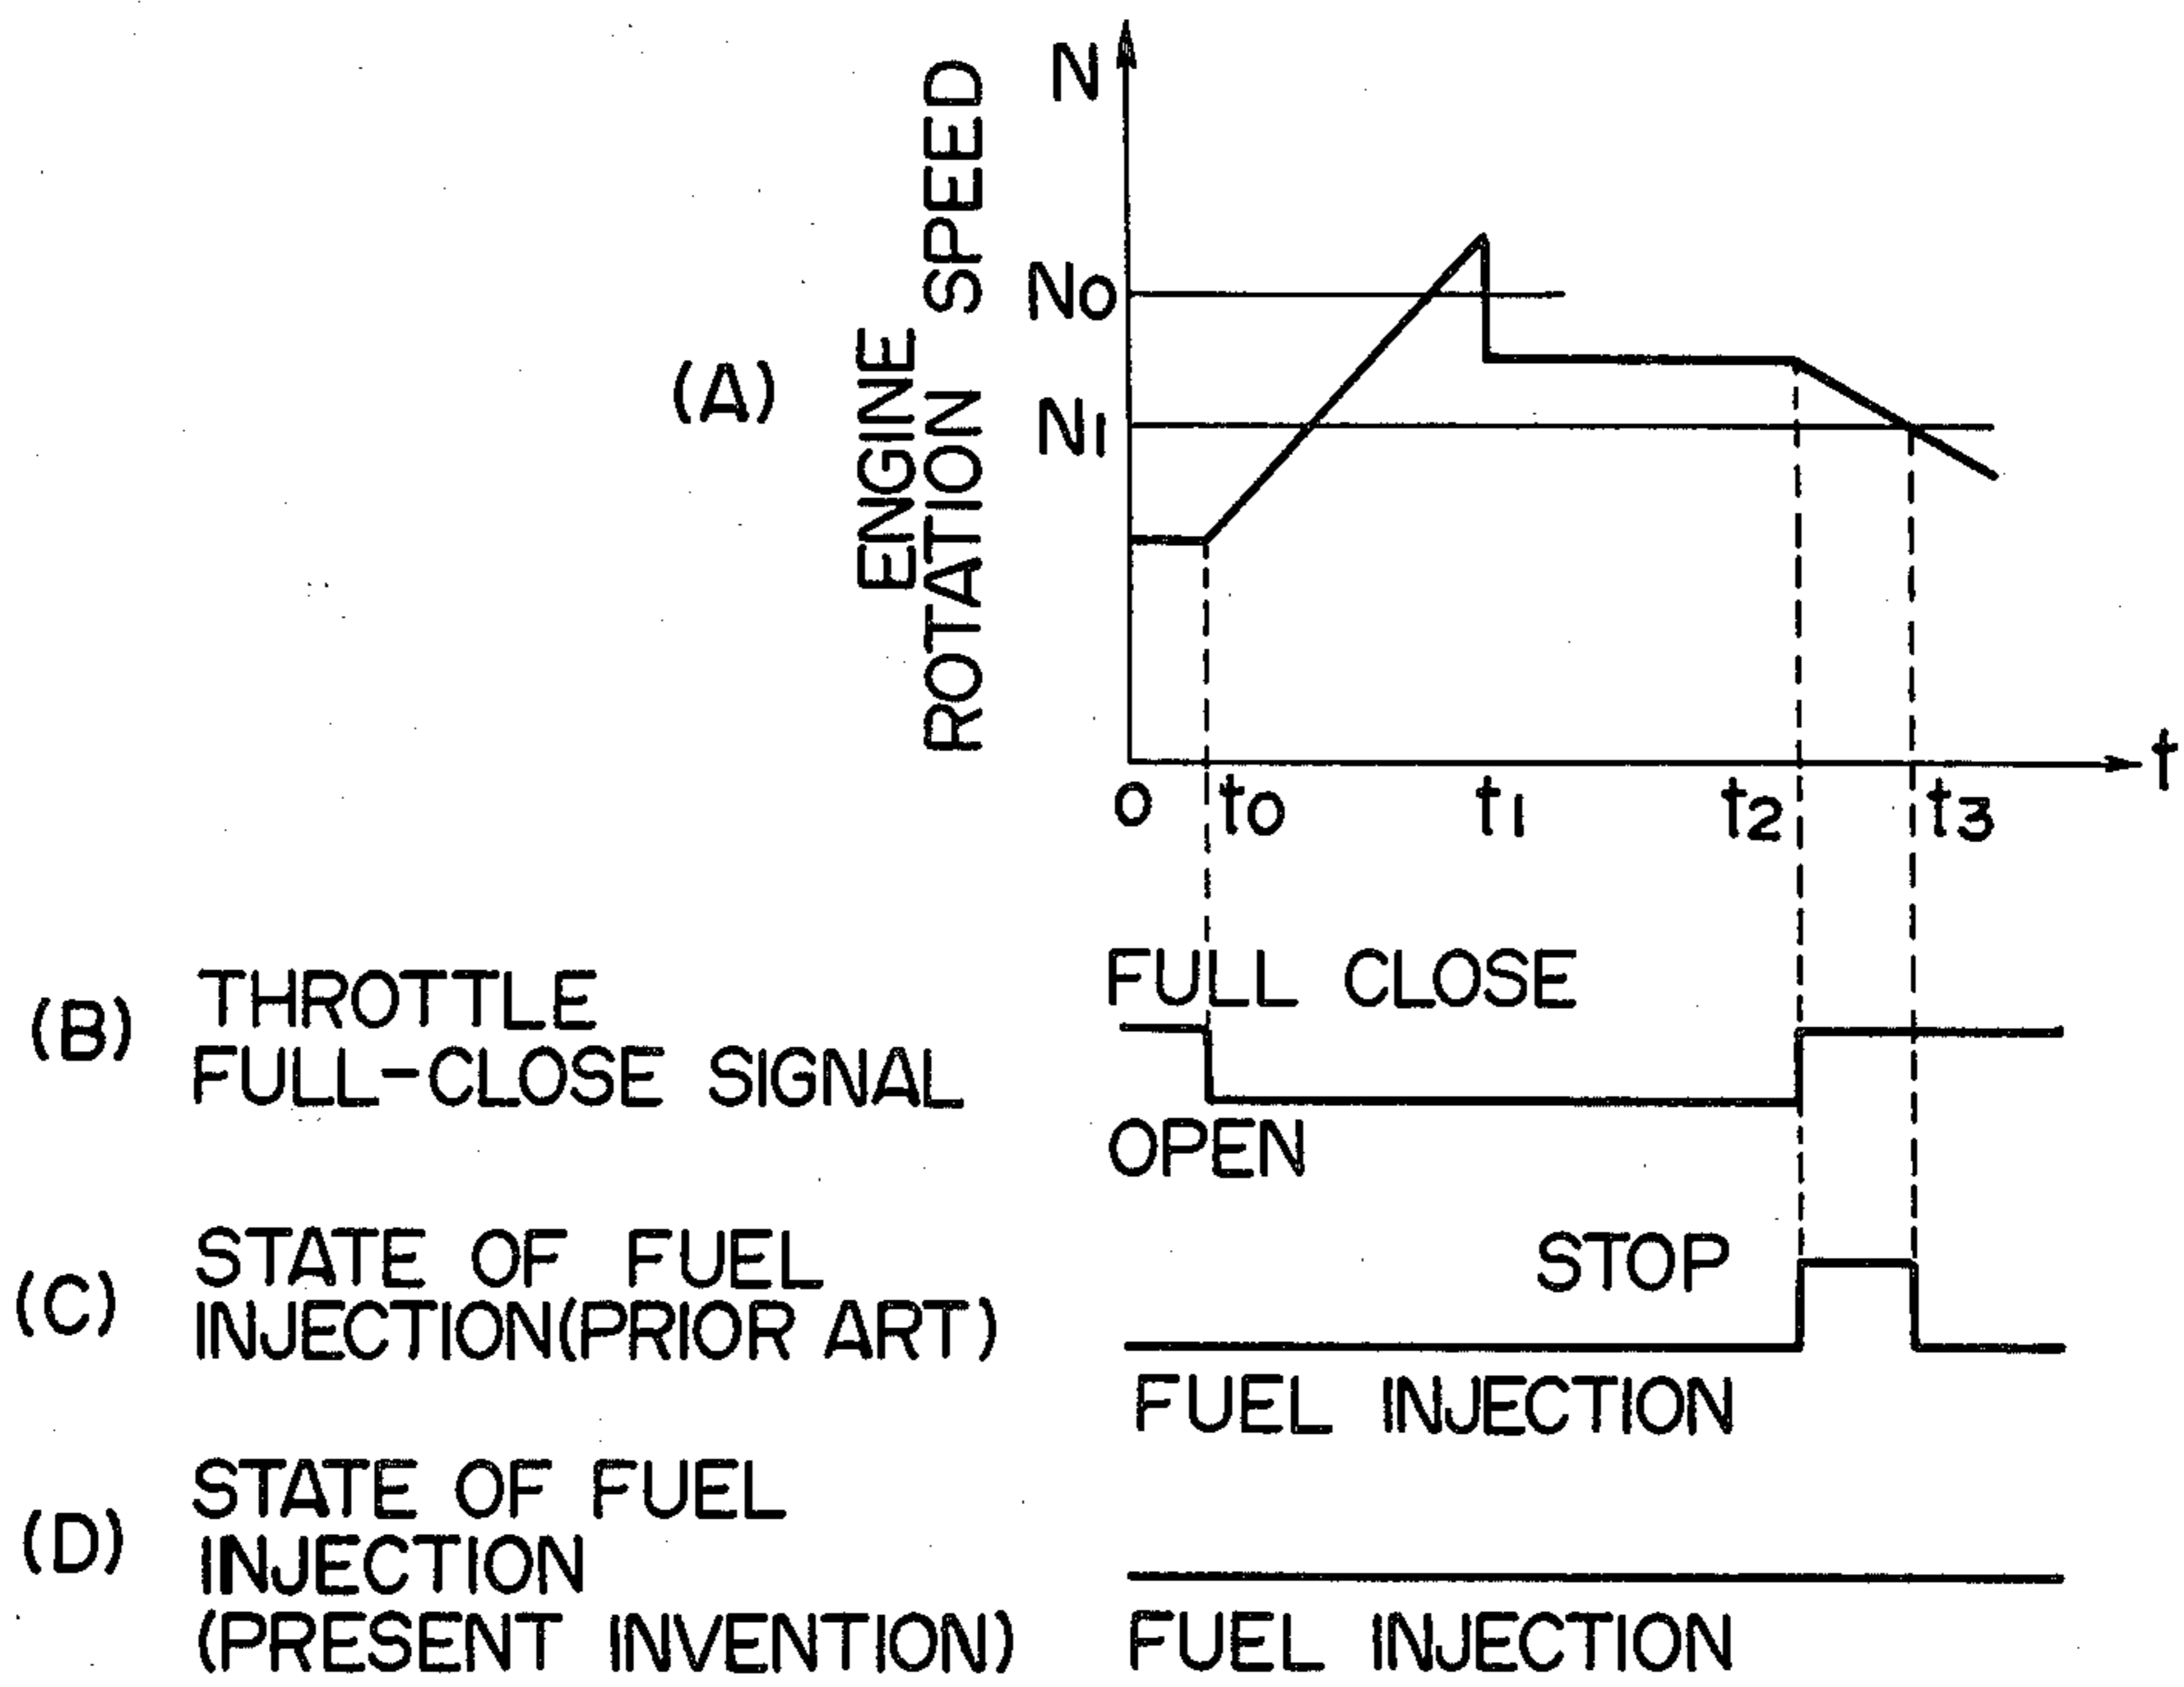 (A)
ENGINE
ROTATION SPEED
N
No
N1
o
to
t1
t2
t3
t
(B)
THROTTLE
FULL-CLOSE SIGNAL
FULL CLOSE
OPEN
(C)
STATE OF FUEL
INJECTION(PRIOR ART)
STOP
FUEL INJECTION
(D)
STATE OF FUEL
INJECTION
(PRESENT INVENTION)
FUEL INJECTION